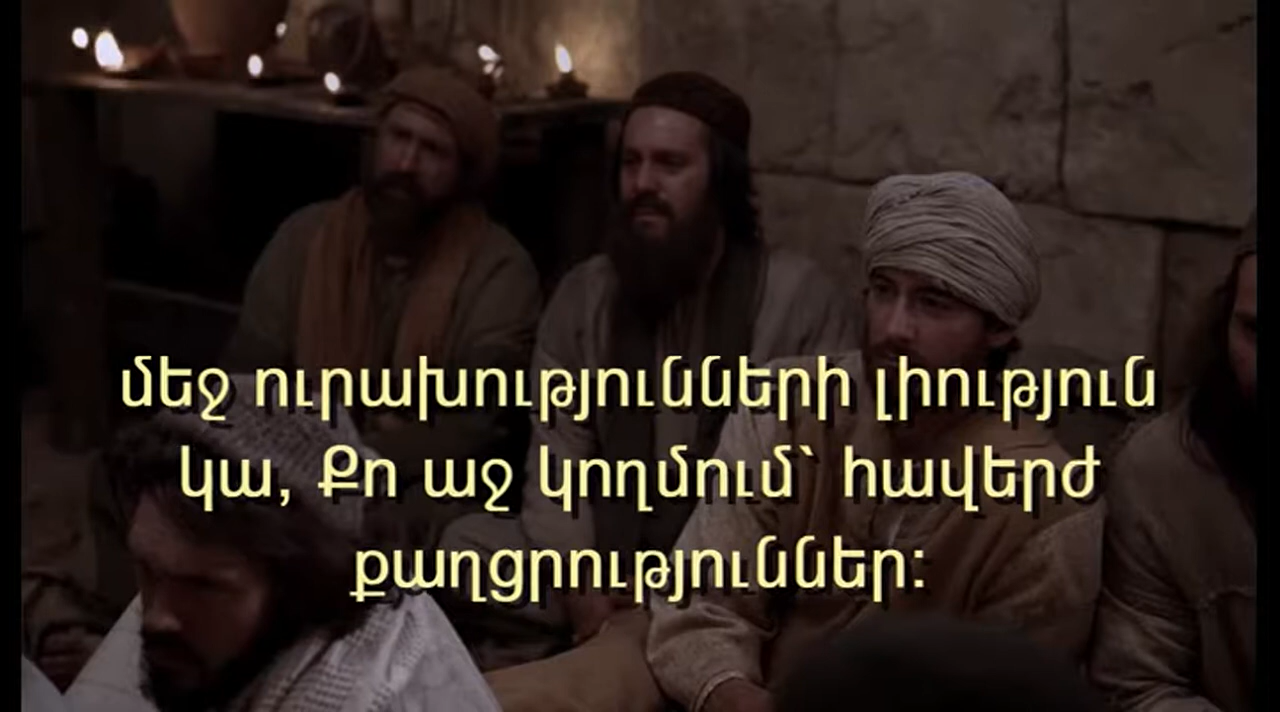 մեջ ուրախությունների լիություն
կա, Քո աջ կողմում՝ հավերժ
քաղցրություններ: